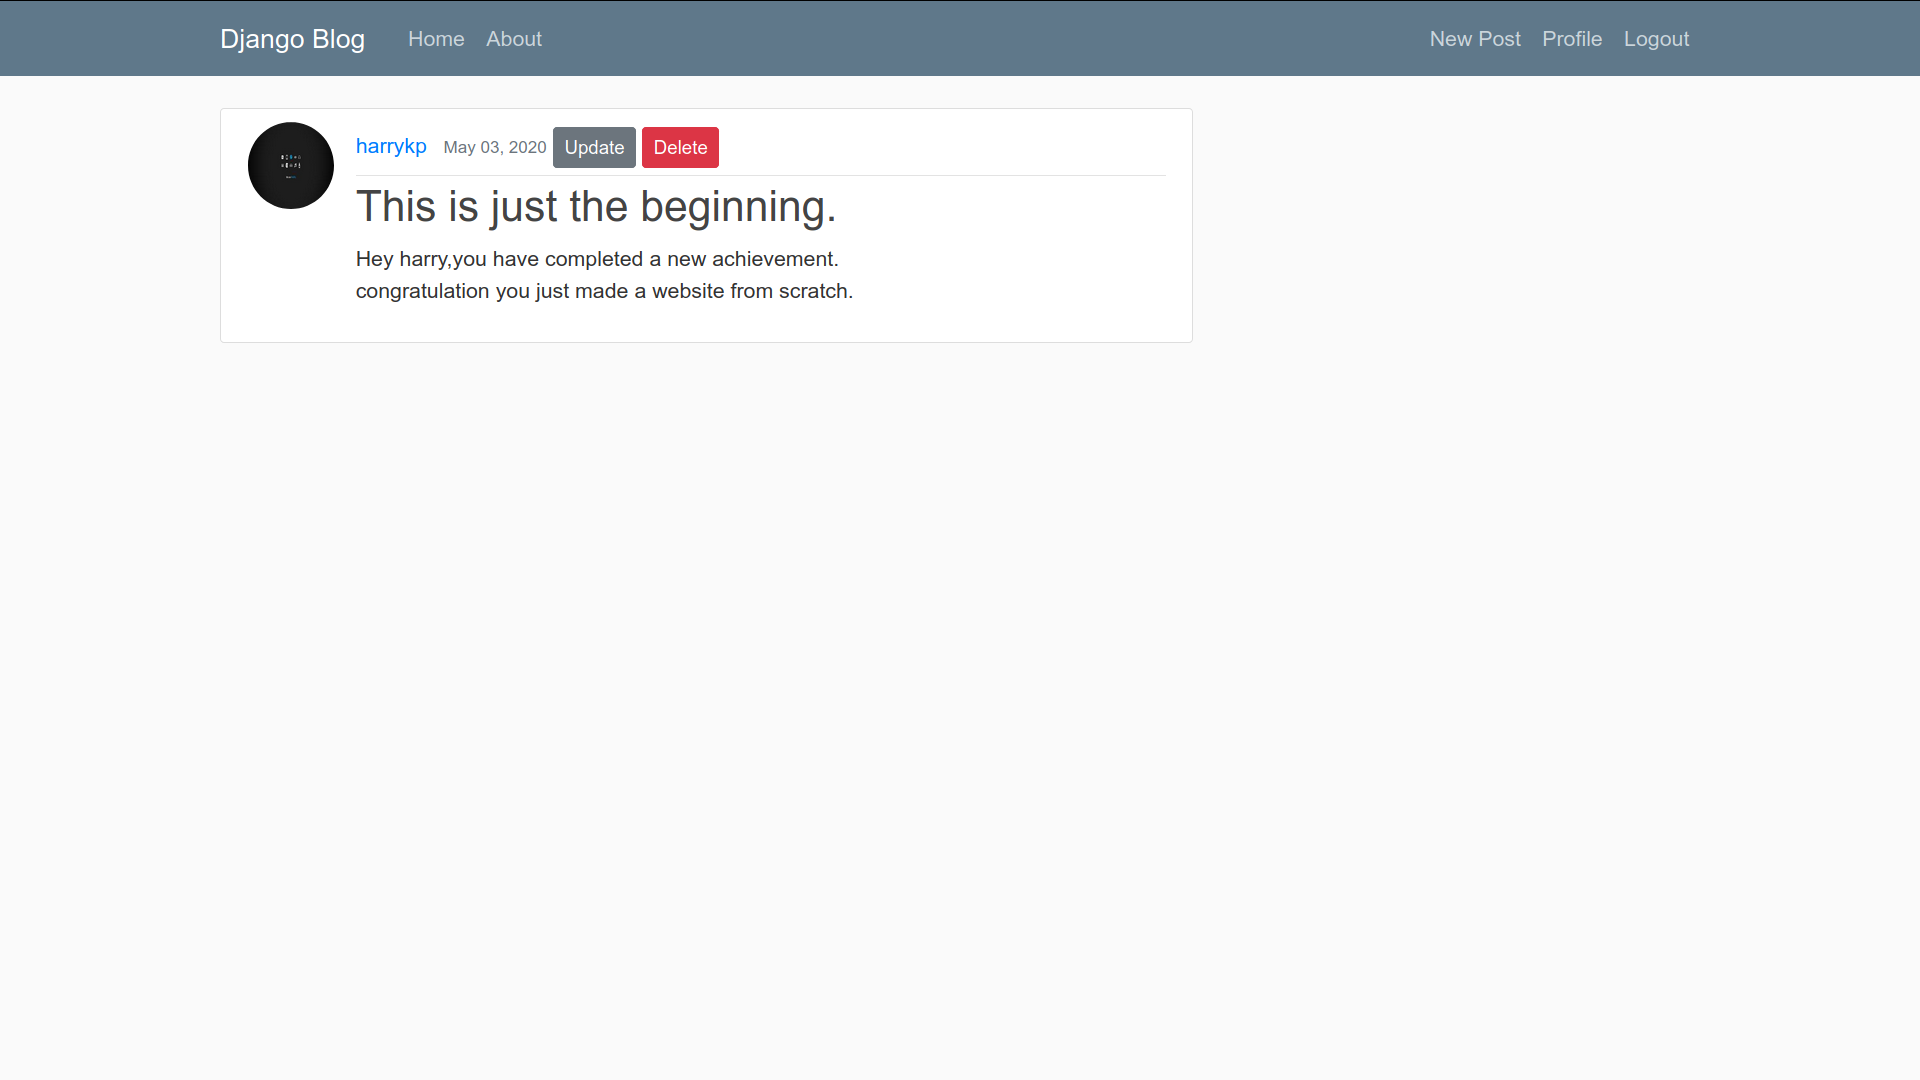 Django Blog Home About New Post Profile Logout
harrykp May 03, 2020 Update Delete
This is just the beginning.
Hey harry,you have completed a new achievement.
congratulation you just made a website from scratch.